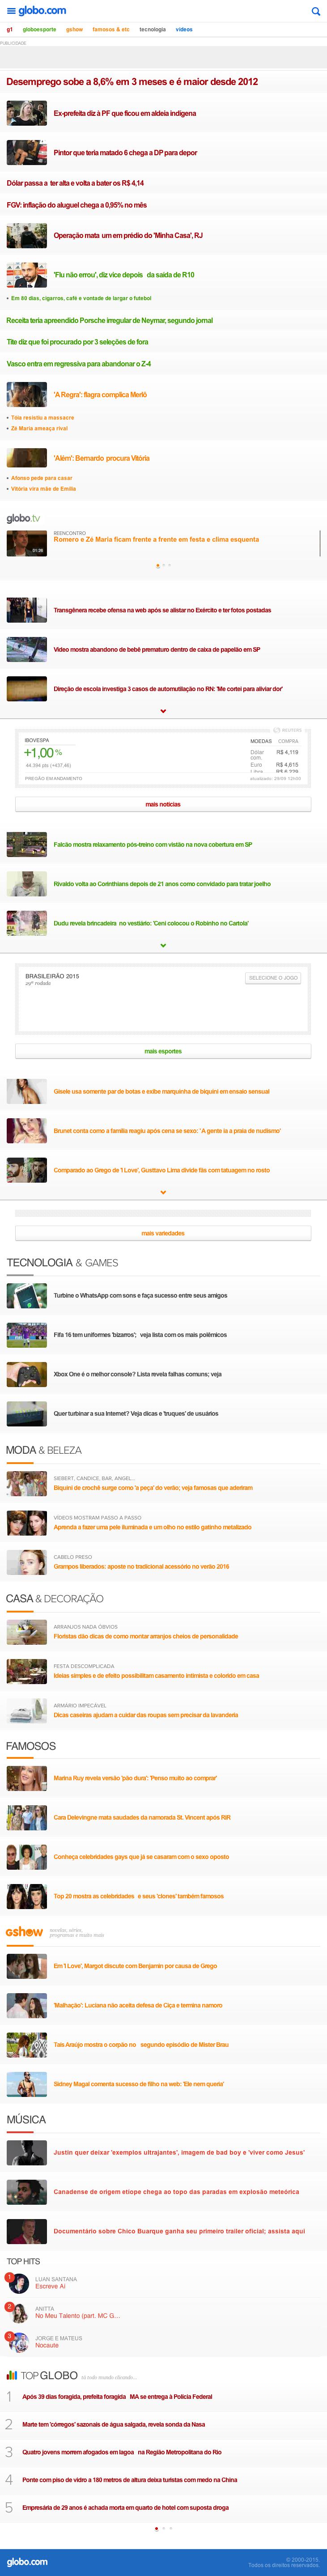 globo.com
g1 globoesporte gshow famosos & etc tecnologia vídeos
PUBLICIDADE
Desemprego sobe a 8,6% em 3 meses e é maior desde 2012
Ex-prefeita diz à PF que ficou em aldeia indígena
Pintor que teria matado 6 chega a DP para depor
Dólar passa a ter alta e volta a bater os R$ 4,14
FGV: inflação do aluguel chega a 0,95% no mês
Operação mata um em prédio do 'Minha Casa', RJ
'Flu não errou', diz vice depois da saída de R10
• Em 80 dias, cigarros, café e vontade de largar o futebol
Receita teria apreendido Porsche irregular de Neymar, segundo jornal
Tite diz que foi procurado por 3 seleções de fora
Vasco entra em regressiva para abandonar o Z-4
'A Regra': flagra complica Merlô
• Tóia resistiu a massacre
• Zé Maria ameaça rival
'Além': Bernardo procura Vitória
• Afonso pede para casar
• Vitória vira mãe de Emília
globo.tv
REENCONTRO
Romero e Zé Maria ficam frente a frente em festa e clima esquenta
01:26
Transgênera recebe ofensa na web após se alistar no Exército e ter fotos postadas
Vídeo mostra abandono de bebê prematuro dentro de caixa de papelão em SP
Direção de escola investiga 3 casos de automutilação no RN: 'Me cortei para aliviar dor'
REUTERS
IBOVESPA
+1,00%
44.394 pts (+437,46)
PREGÃO EM ANDAMENTO
MOEDAS COMPRA
Dólar com. R$ 4,119
Euro R$ 4,615
Libra R$ 6,239
mais notícias
Falcão mostra relaxamento pós-treino com vistão na nova cobertura em SP
Rivaldo volta ao Corinthians depois de 21 anos como convidado para tratar joelho
Dudu revela brincadeira no vestiário: 'Ceni colocou o Robinho no Cartola'
BRASILEIRÃO 2015
29ª rodada
SELECIONE O JOGO
mais esportes
Gisele usa somente par de botas e exibe marquinha de biquíni em ensaio sensual
Brunet conta como a família reagiu após cena se sexo: 'A gente ia a praia de nudismo'
Comparado ao Grego de 'I Love', Gusttavo Lima divide fãs com tatuagem no rosto
mais variedades
TECNOLOGIA & GAMES
Turbine o WhatsApp com sons e faça sucesso entre seus amigos
Fifa 16 tem uniformes 'bizarros'; veja lista com os mais polêmicos
Xbox One é o melhor console? Lista revela falhas comuns; veja
Quer turbinar a sua Internet? Veja dicas e 'truques' de usuários
MODA & BELEZA
SIEBERT, CANDICE, BAR, ANGEL...
Biquíni de crochê surge como 'a peça' do verão; veja famosas que aderiram
VÍDEOS MOSTRAM PASSO A PASSO
Aprenda a fazer uma pele iluminada e um olho no estilo gatinho metalizado
CABELO PRESO
Grampos liberados: aposte no tradicional acessório no verão 2016
CASA & DECORAÇÃO
ARRANJOS NADA ÓBVIOS
Floristas dão dicas de como montar arranjos cheios de personalidade
FESTA DESCOMPLICADA
Ideias simples e de efeito possibilitam casamento intimista e colorido em casa
ARMÁRIO IMPECÁVEL
Dicas caseiras ajudam a cuidar das roupas sem precisar da lavanderia
FAMOSOS
Marina Ruy revela versão 'pão dura': 'Penso muito ao comprar'
Cara Delevingne mata saudades da namorada St. Vincent após RIR
Conheça celebridades gays que já se casaram com o sexo oposto
Top 20 mostra as celebridades e seus 'clones' também famosos
GShow
novelas, séries,
programas e muito mais
Em 'I Love', Margot discute com Benjamin por causa de Grego
'Malhação': Luciana não aceita defesa de Ciça e termina namoro
Taís Araújo mostra o corpão no segundo episódio de Mister Brau
Sidney Magal comenta sucesso de filho na web: 'Ele nem queria'
MÚSICA
Justin quer deixar 'exemplos ultrajantes', imagem de bad boy e 'viver como Jesus'
Canadense de origem etíope chega ao topo das paradas em explosão meteórica
Documentário sobre Chico Buarque ganha seu primeiro trailer oficial; assista aqui
TOP HITS
1 LUAN SANTANA
Escreve Aí
2 ANITTA
No Meu Talento (part. MC G...
3 JORGE E MATEUS
Nocaute
TOP GLOBO tá todo mundo clicando...
1 Após 39 dias foragida, prefeita foragida MA se entrega à Polícia Federal
2 Marte tem 'córregos' sazonais de água salgada, revela sonda da Nasa
3 Quatro jovens morrem afogados em lagoa na Região Metropolitana do Rio
4 Ponte com piso de vidro a 180 metros de altura deixa turistas com medo na China
5 Empresária de 29 anos é achada morta em quarto de hotel com suposta droga
globo.com
© 2000-2015.
Todos os direitos reservados.